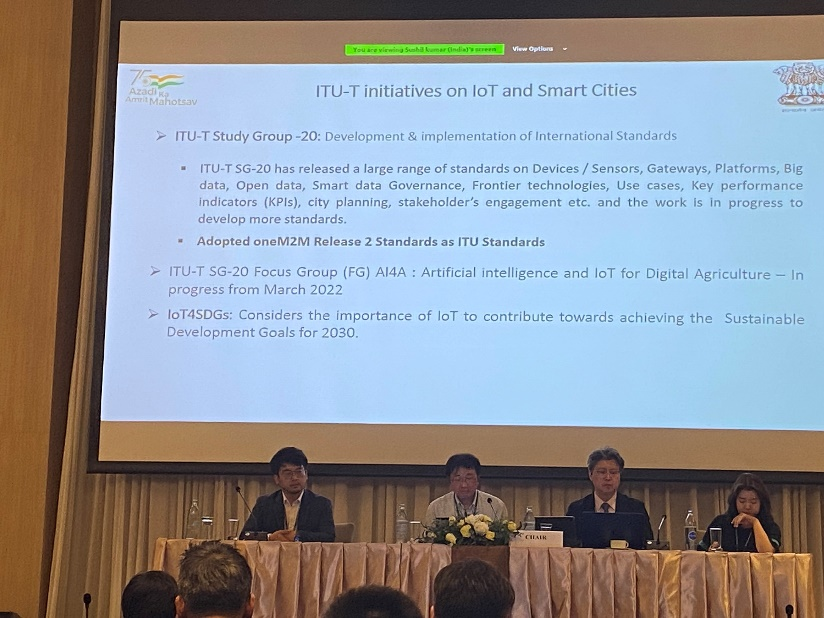 You are viewing Sushil kumar (India)'s screen
View Options
75
Azadi Ka
Amrit Mahotsav
ITU-T initiatives on IoT and Smart Cities
➢ ITU-T Study Group -20: Development & implementation of International Standards
▪ ITU-T SG-20 has released a large range of standards on Devices / Sensors, Gateways, Platforms, Big
data, Open data, Smart data Governance, Frontier technologies, Use cases, Key performance
indicators (KPIs), city planning, stakeholder's engagement etc. and the work is in progress to
develop more standards.
▪ Adopted oneM2M Release 2 Standards as ITU Standards
➢ ITU-T SG-20 Focus Group (FG) AI4A : Artificial intelligence and IoT for Digital Agriculture – In
progress from March 2022
➢ IoT4SDGs: Considers the importance of IoT to contribute towards achieving the Sustainable
Development Goals for 2030.
CHAIR